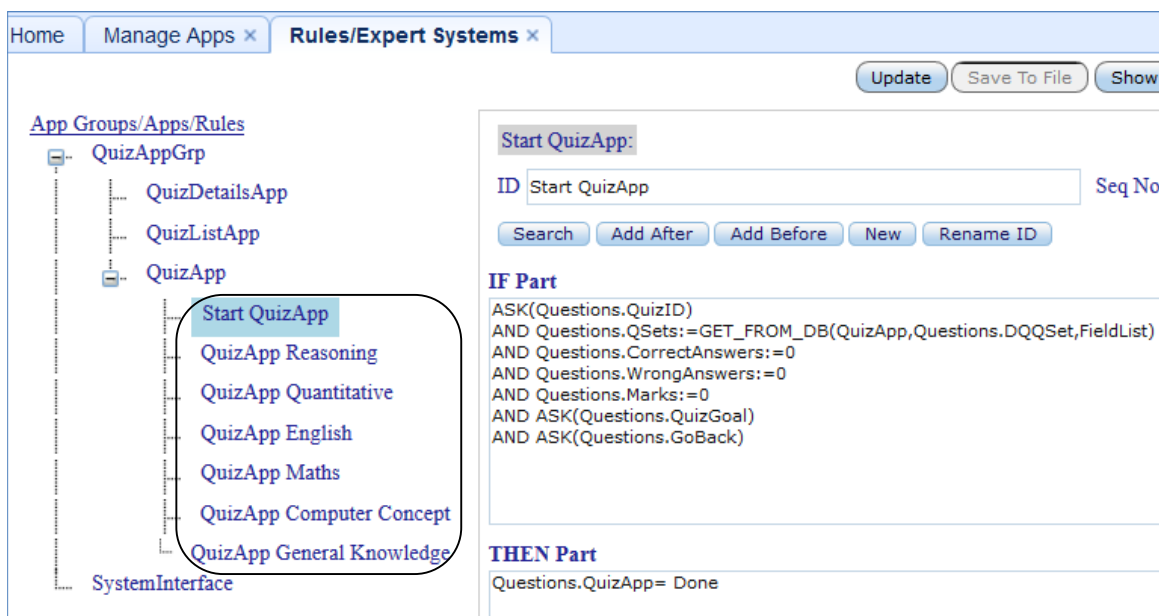 Home Manage Apps × Rules/Expert Systems ×
Update Save To File Show
App Groups/Apps/Rules
QuizAppGrp
QuizDetailsApp
QuizListApp
QuizApp
Start QuizApp
QuizApp Reasoning
QuizApp Quantitative
QuizApp English
QuizApp Maths
QuizApp Computer Concept
QuizApp General Knowledge
SystemInterface
Start QuizApp:
ID Start QuizApp Seq No
Search Add After Add Before New Rename ID
IF Part
ASK(Questions.QuizID)
AND Questions.QSets:=GET_FROM_DB(QuizApp,Questions.DQQSet,FieldList)
AND Questions.CorrectAnswers:=0
AND Questions.WrongAnswers:=0
AND Questions.Marks:=0
AND ASK(Questions.QuizGoal)
AND ASK(Questions.GoBack)
THEN Part
Questions.QuizApp= Done